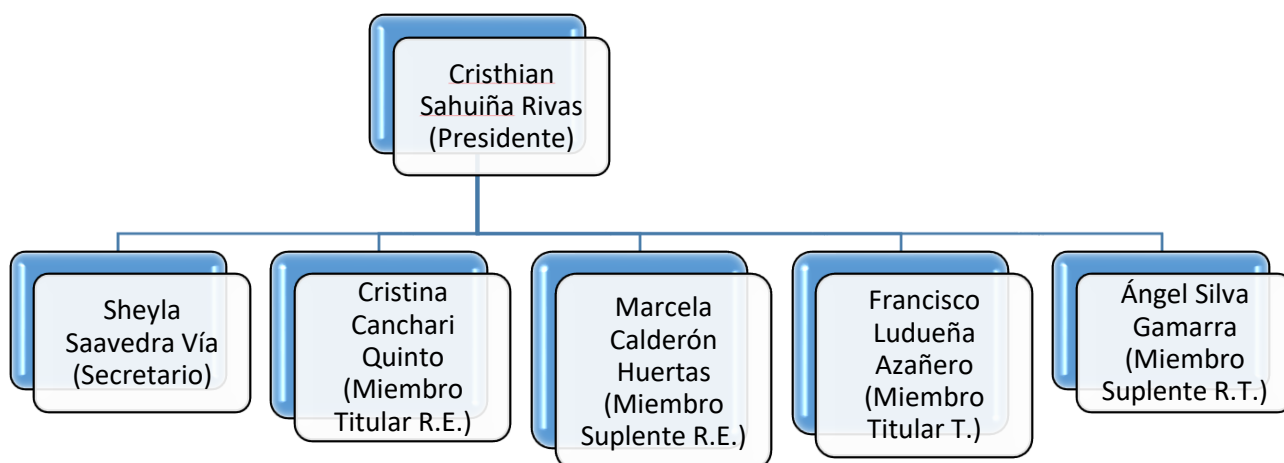 Cristhian
Sahuiña Rivas
(Presidente)
Sheyla
Saavedra Vía
(Secretario)
Cristina
Canchari
Quinto
(Miembro
Titular R.E.)
Marcela
Calderón
Huertas
(Miembro
Suplente R.E.)
Francisco
Ludueña
Azañero
(Miembro
Titular T.)
Ángel Silva
Gamarra
(Miembro
Suplente R.T.)